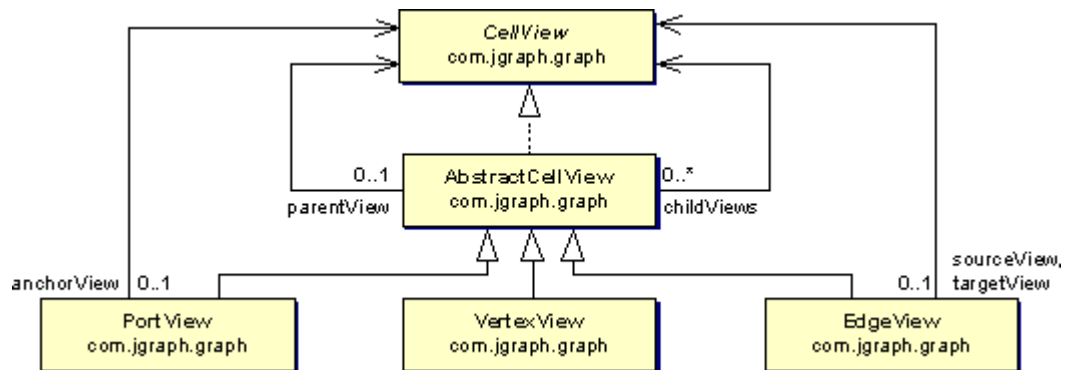 CellView
com.jgraph.graph
0..1
AbstractCellView
0..*
parentView
com.jgraph.graph
childViews
anchorView
0..1
0..1
sourceView,
targetView
PortView
com.jgraph.graph
VertexView
com.jgraph.graph
EdgeView
com.jgraph.graph